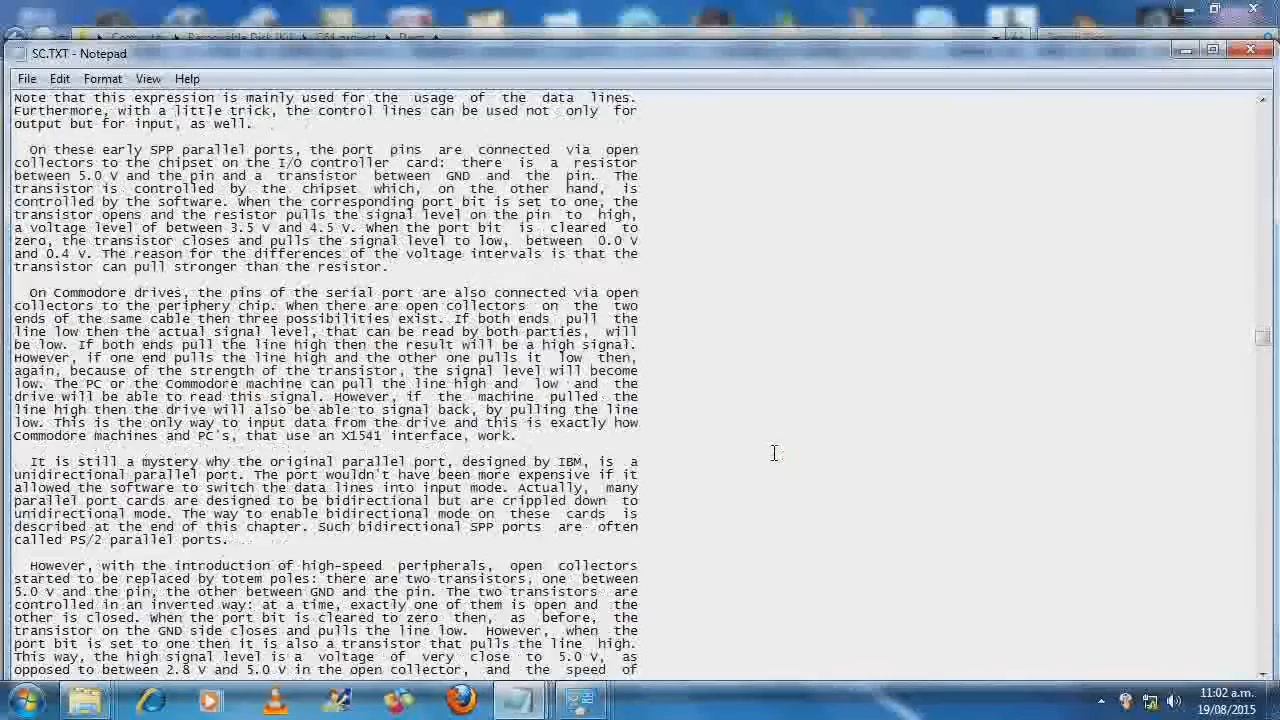 SC.TXT - Notepad
File Edit Format View Help
Note that this expression is mainly used for the usage of the data lines.
Furthermore, with a little trick, the control lines can be used not only for
output but for input, as well.
On these early SPP parallel ports, the port pins are connected via open
collectors to the chipset on the I/O controller card: there is a resistor
between 5.0 V and the pin and a transistor between GND and the pin. The
transistor is controlled by the chipset which, on the other hand, is
controlled by the software. When the corresponding port bit is set to one, the
transistor opens and the resistor pulls the signal level on the pin to high,
a voltage level of between 3.5 V and 4.5 V. When the port bit is cleared to
zero, the transistor closes and pulls the signal level to low, between 0.0 V
and 0.4 V. The reason for the differences of the voltage intervals is that the
transistor can pull stronger than the resistor.
On Commodore drives, the pins of the serial port are also connected via open
collectors to the periphery chip. When there are open collectors on the two
ends of the same cable then three possibilities exist. If both ends pull the
line low then the actual signal level, that can be read by both parties, will
be low. If both ends pull the line high then the result will be a high signal.
However, if one end pulls the line high and the other one pulls it low then,
again, because of the strength of the transistor, the signal level will become
low. The PC or the Commodore machine can pull the line high and low and the
drive will be able to read this signal. However, if the machine pulled the
line high then the drive will also be able to signal back, by pulling the line
low. This is the only way to input data from the drive and this is exactly how
Commodore machines and PC's, that use an X1541 interface, work.
It is still a mystery why the original parallel port, designed by IBM, is a
unidirectional parallel port. The port wouldn't have been more expensive if it
allowed the software to switch the data lines into input mode. Actually, many
parallel port cards are designed to be bidirectional but are crippled down to
unidirectional mode. The way to enable bidirectional mode on these cards is
described at the end of this chapter. Such bidirectional SPP ports are often
called PS/2 parallel ports.
However, with the introduction of high-speed peripherals, open collectors
started to be replaced by totem poles: there are two transistors, one between
5.0 V and the pin, the other between GND and the pin. The two transistors are
controlled in an inverted way: at a time, exactly one of them is open and the
other is closed. When the port bit is cleared to zero then, as before, the
transistor on the GND side closes and pulls the line low. However, when the
port bit is set to one then it is also a transistor that pulls the line high.
This way, the high signal level is a voltage of very close to 5.0 V, as
opposed to between 2.8 V and 5.0 V in the open collector, and the speed of
11:02 a.m.
19/08/2015